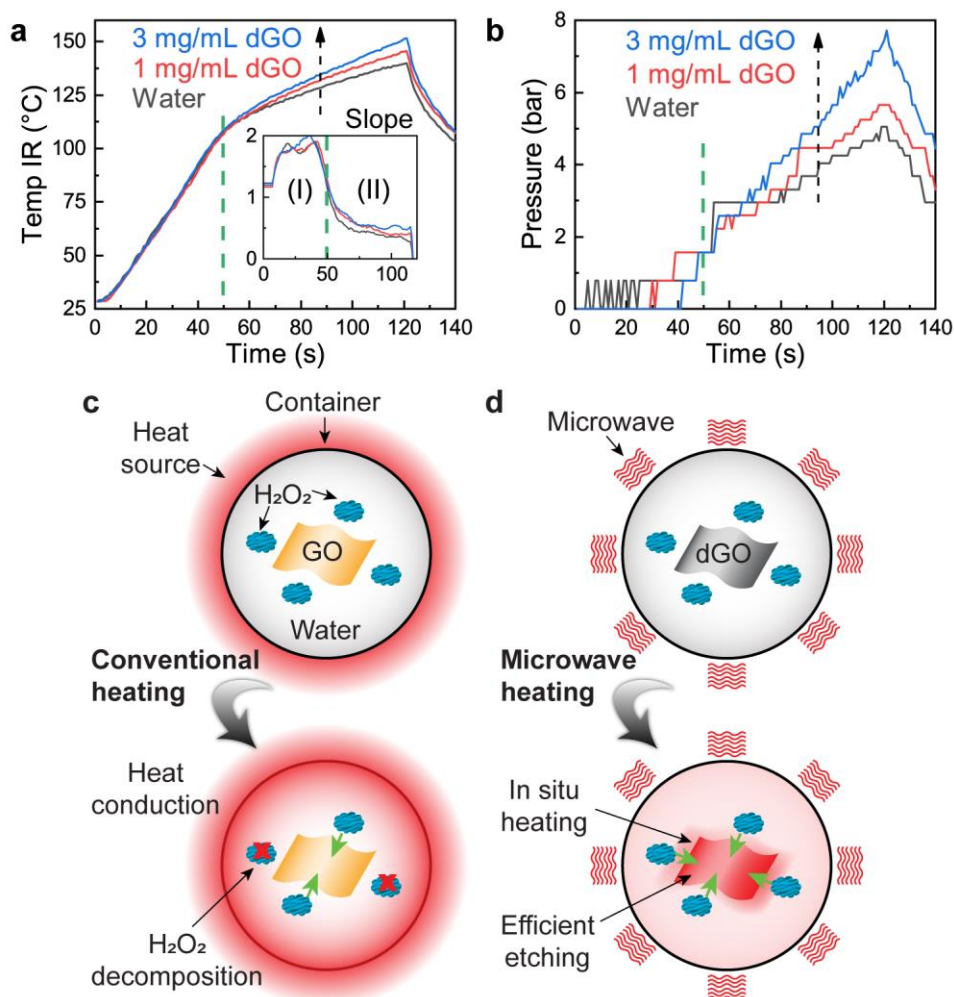 a
3 mg/mL dGO
1 mg/mL dGO
Water
Temp IR (°C)
150
125
100
75
50
25
0 20 40 60 80 100 120 140
Time (s)
Slope
2
1
0
(I) (II)
0 50 100
b
3 mg/mL dGO
1 mg/mL dGO
Water
Pressure (bar)
8
6
4
2
0
0 20 40 60 80 100 120 140
Time (s)
c
Container
Heat
source
H₂O₂
GO
Water
Conventional
heating
Heat
conduction
H₂O₂
decomposition
d
Microwave
dGO
Microwave
heating
In situ
heating
Efficient
etching